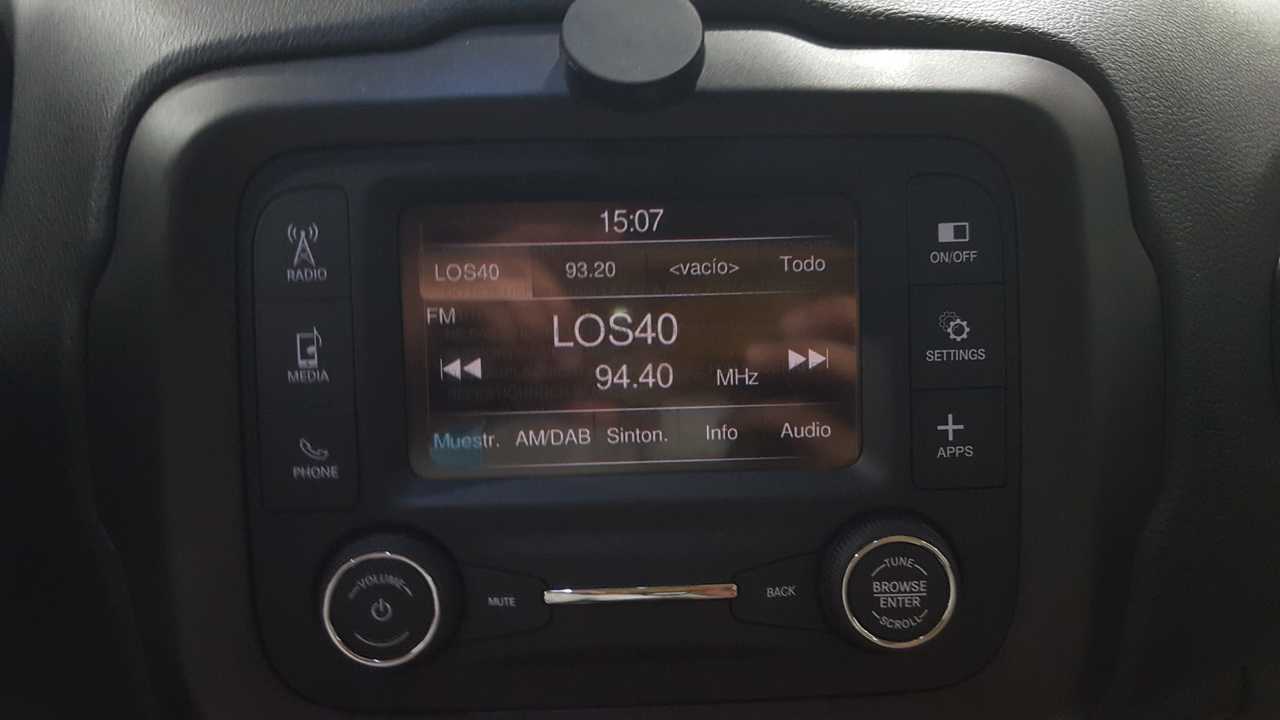 15:07
LOS40 93.20 <vacío> Todo
FM
LOS40
94.40 MHz
Muestr. AM/DAB Sinton. Info Audio
RADIO
MEDIA
PHONE
ON/OFF
SETTINGS
APPS
VOLUME
MUTE
BACK
TUNE
BROWSE
ENTER
SCROLL